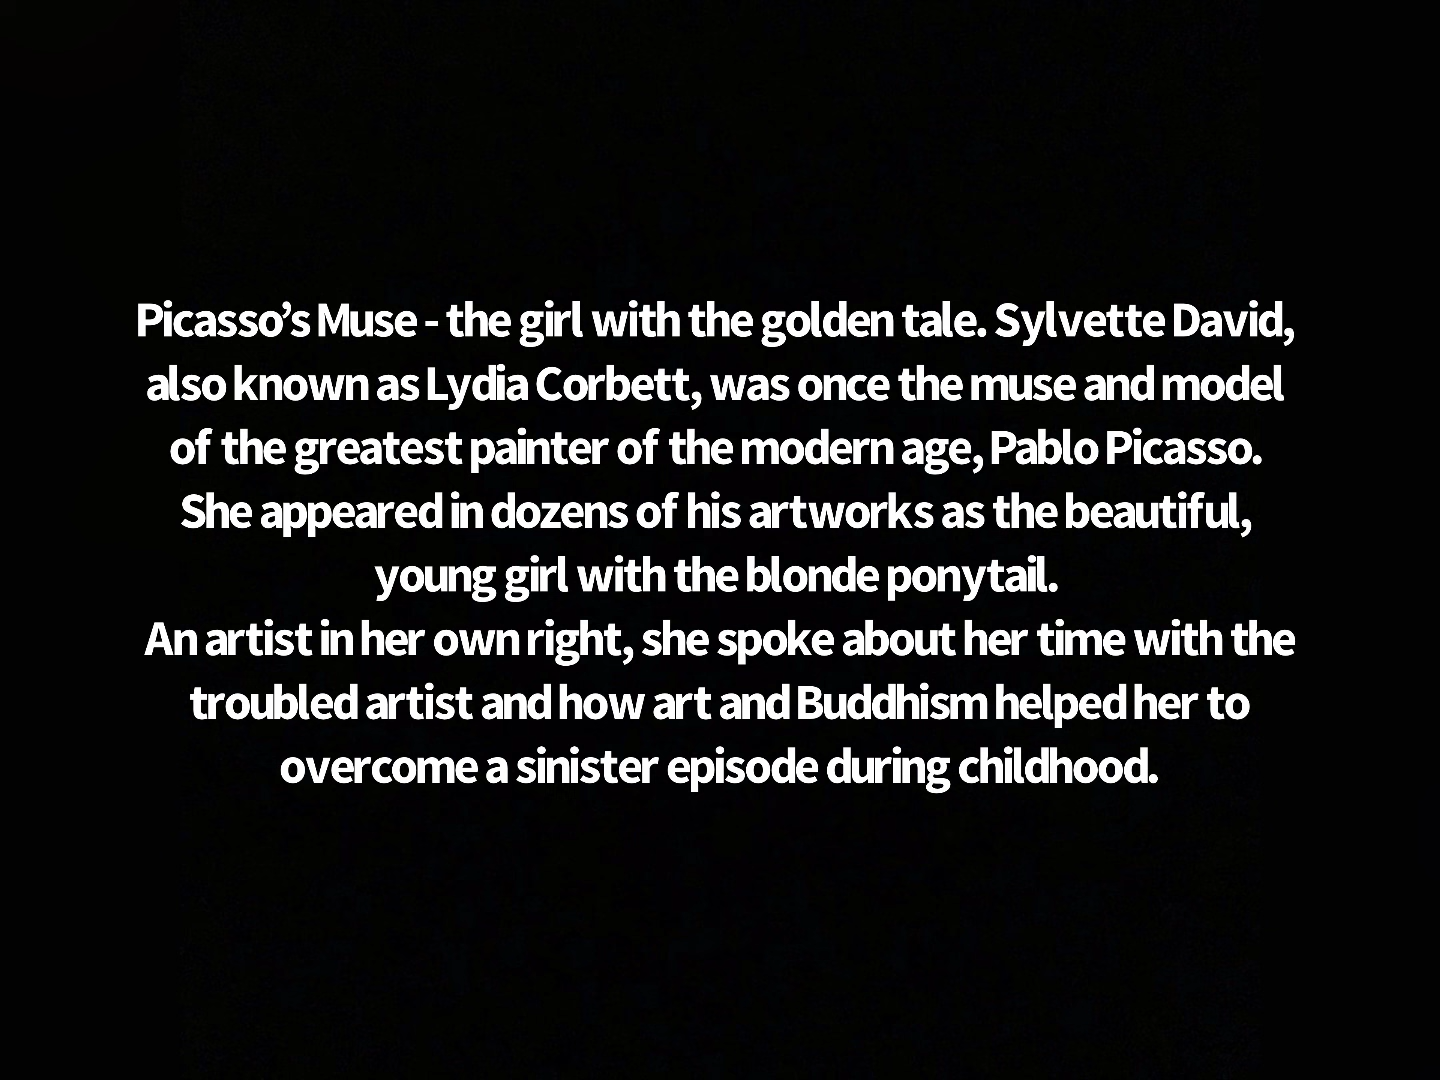 Picasso’s Muse - the girl with the golden tale. Sylvette David,
also known as Lydia Corbett, was once the muse and model
of the greatest painter of the modern age, Pablo Picasso.
She appeared in dozens of his artworks as the beautiful,
young girl with the blonde ponytail.
An artist in her own right, she spoke about her time with the
troubled artist and how art and Buddhism helped her to
overcome a sinister episode during childhood.